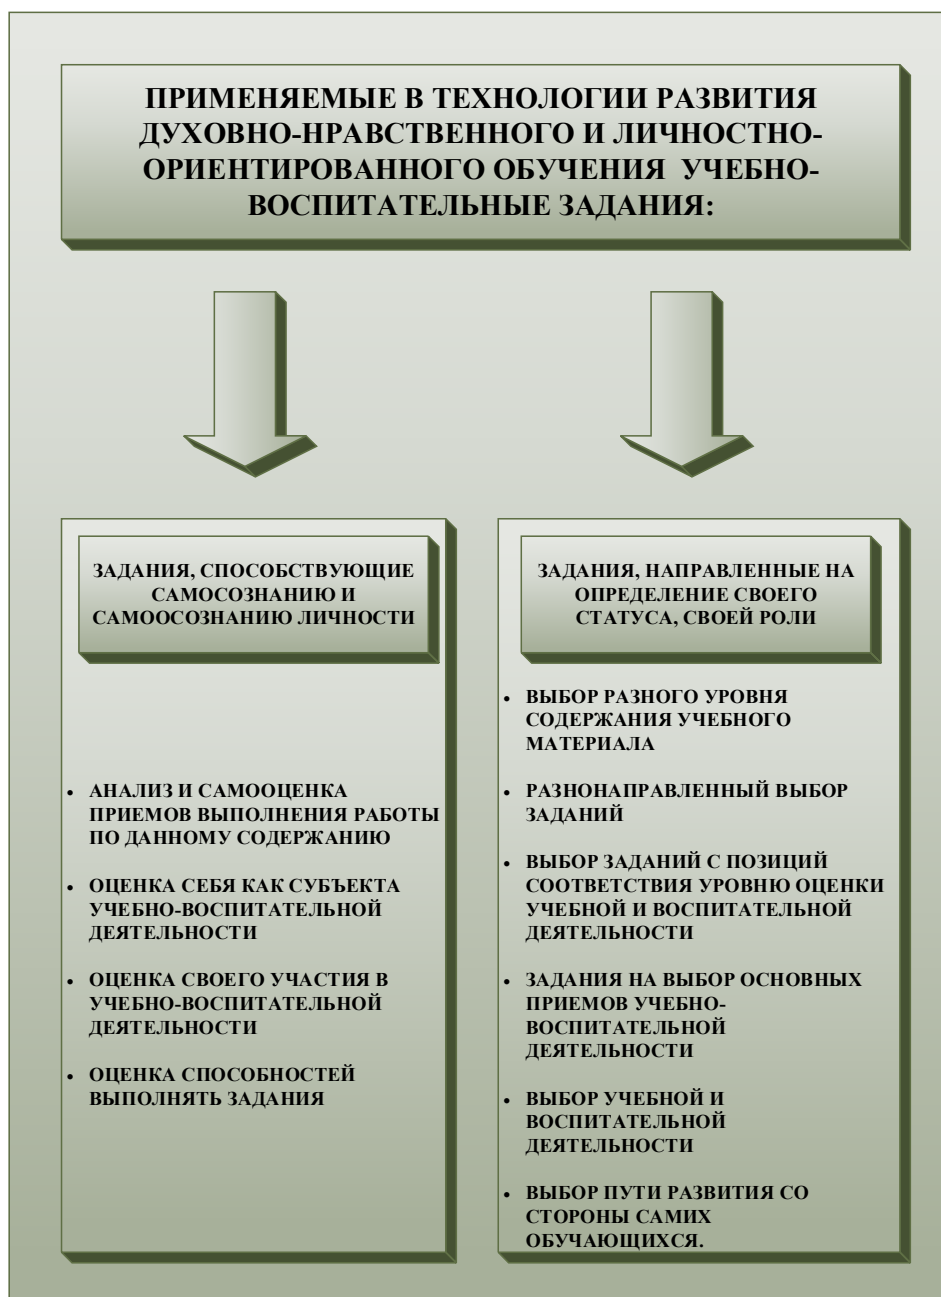 ПРИМЕНЯЕМЫЕ В ТЕХНОЛОГИИ РАЗВИТИЯ
ДУХОВНО-НРАВСТВЕННОГО И ЛИЧНОСТНО-
ОРИЕНТИРОВАННОГО ОБУЧЕНИЯ УЧЕБНО-
ВОСПИТАТЕЛЬНЫЕ ЗАДАНИЯ:
ЗАДАНИЯ, СПОСОБСТВУЮЩИЕ
САМОСОЗНАНИЮ И
САМООСОЗНАНИЮ ЛИЧНОСТИ
• АНАЛИЗ И САМООЦЕНКА
ПРИЕМОВ ВЫПОЛНЕНИЯ РАБОТЫ
ПО ДАННОМУ СОДЕРЖАНИЮ
• ОЦЕНКА СЕБЯ КАК СУБЪЕКТА
УЧЕБНО-ВОСПИТАТЕЛЬНОЙ
ДЕЯТЕЛЬНОСТИ
• ОЦЕНКА СВОЕГО УЧАСТИЯ В
УЧЕБНО-ВОСПИТАТЕЛЬНОЙ
ДЕЯТЕЛЬНОСТИ
• ОЦЕНКА СПОСОБНОСТЕЙ
ВЫПОЛНЯТЬ ЗАДАНИЯ
ЗАДАНИЯ, НАПРАВЛЕННЫЕ НА
ОПРЕДЕЛЕНИЕ СВОЕГО
СТАТУСА, СВОЕЙ РОЛИ
• ВЫБОР РАЗНОГО УРОВНЯ
СОДЕРЖАНИЯ УЧЕБНОГО
МАТЕРИАЛА
• РАЗНОНАПРАВЛЕННЫЙ ВЫБОР
ЗАДАНИЙ
• ВЫБОР ЗАДАНИЙ С ПОЗИЦИЙ
СООТВЕТСТВИЯ УРОВНЮ ОЦЕНКИ
УЧЕБНОЙ И ВОСПИТАТЕЛЬНОЙ
ДЕЯТЕЛЬНОСТИ
• ЗАДАНИЯ НА ВЫБОР ОСНОВНЫХ
ПРИЕМОВ УЧЕБНО-
ВОСПИТАТЕЛЬНОЙ
ДЕЯТЕЛЬНОСТИ
• ВЫБОР УЧЕБНОЙ И
ВОСПИТАТЕЛЬНОЙ
ДЕЯТЕЛЬНОСТИ
• ВЫБОР ПУТИ РАЗВИТИЯ СО
СТОРОНЫ САМИХ
ОБУЧАЮЩИХСЯ.